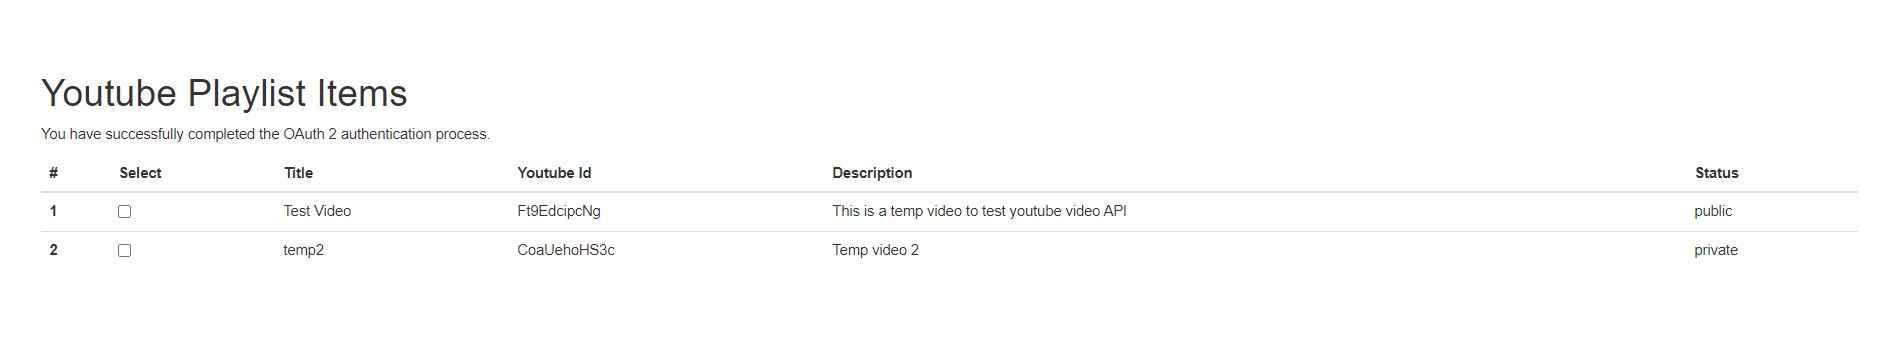 Youtube Playlist Items
You have successfully completed the OAuth 2 authentication process.
# Select Title Youtube Id Description Status
1 Test Video Ft9EdcipcNg This is a temp video to test youtube video API public
2 temp2 CoaUehoHS3c Temp video 2 private